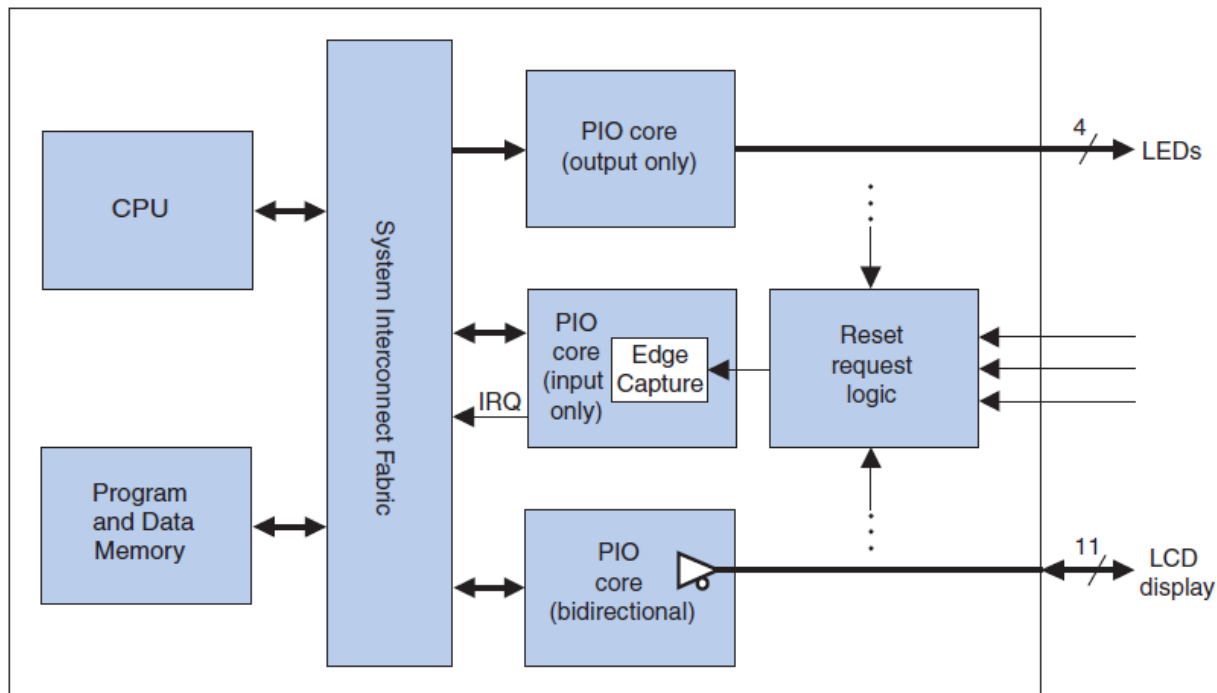 CPU
Program
and Data
Memory
System Interconnect Fabric
PIO core
(output only)
4
LEDs
PIO
core
(input
only)
Edge
Capture
IRQ
Reset
request
logic
PIO
core
(bidirectional)
11
LCD
display